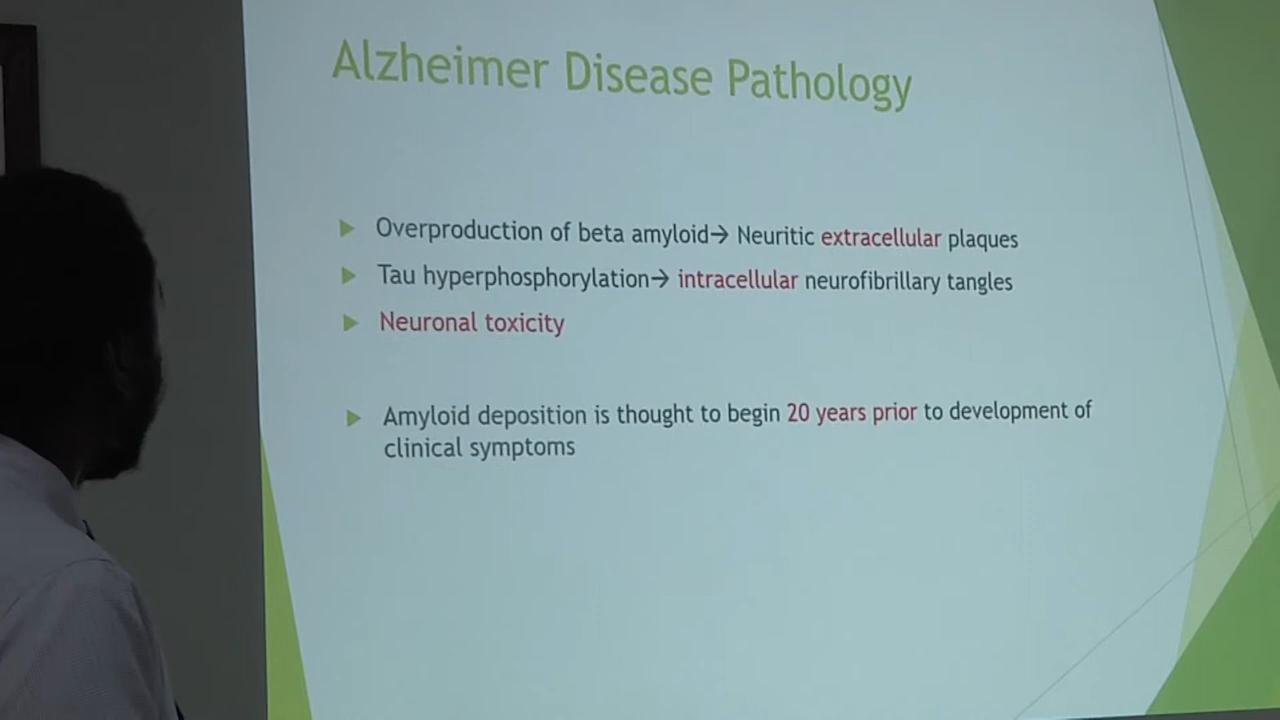 Alzheimer Disease Pathology
Overproduction of beta amyloid→ Neuritic extracellular plaques
Tau hyperphosphorylation→ intracellular neurofibrillary tangles
Neuronal toxicity
Amyloid deposition is thought to begin 20 years prior to development of
clinical symptoms